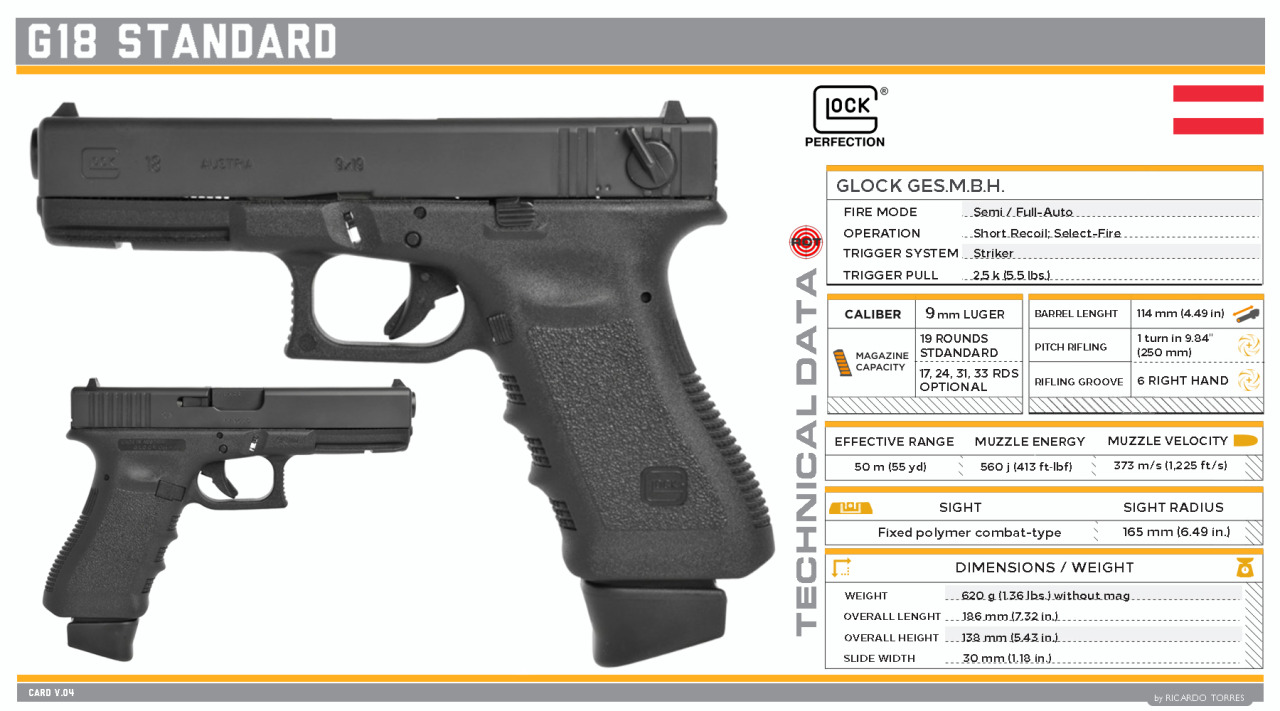 G18 STANDARD
GLOCK
18
AUSTRIA
9x19
GLOCK
GLOCK ®
PERFECTION
TECHNICAL DATA
GLOCK GES.M.B.H.
FIRE MODE Semi / Full-Auto
OPERATION Short Recoil; Select-Fire
TRIGGER SYSTEM Striker
TRIGGER PULL 2,5 k (5.5 lbs.)
CALIBER 9 mm LUGER
MAGAZINE CAPACITY
19 ROUNDS
STDANDARD
17, 24, 31, 33 RDS
OPTIONAL
BARREL LENGHT 114 mm (4.49 in)
PITCH RIFLING 1 turn in 9.84"
(250 mm)
RIFLING GROOVE 6 RIGHT HAND
EFFECTIVE RANGE MUZZLE ENERGY MUZZLE VELOCITY
50 m (55 yd) 560 j (413 ft-lbf) 373 m/s (1,225 ft/s)
SIGHT SIGHT RADIUS
Fixed polymer combat-type 165 mm (6.49 in.)
DIMENSIONS / WEIGHT
WEIGHT 620 g (1.36 lbs.) without mag
OVERALL LENGHT 186 mm (7.32 in.)
OVERALL HEIGHT 138 mm (5.43 in.)
SLIDE WIDTH 30 mm (1.18 in.)
CARD V.04
by RICARDO TORRES